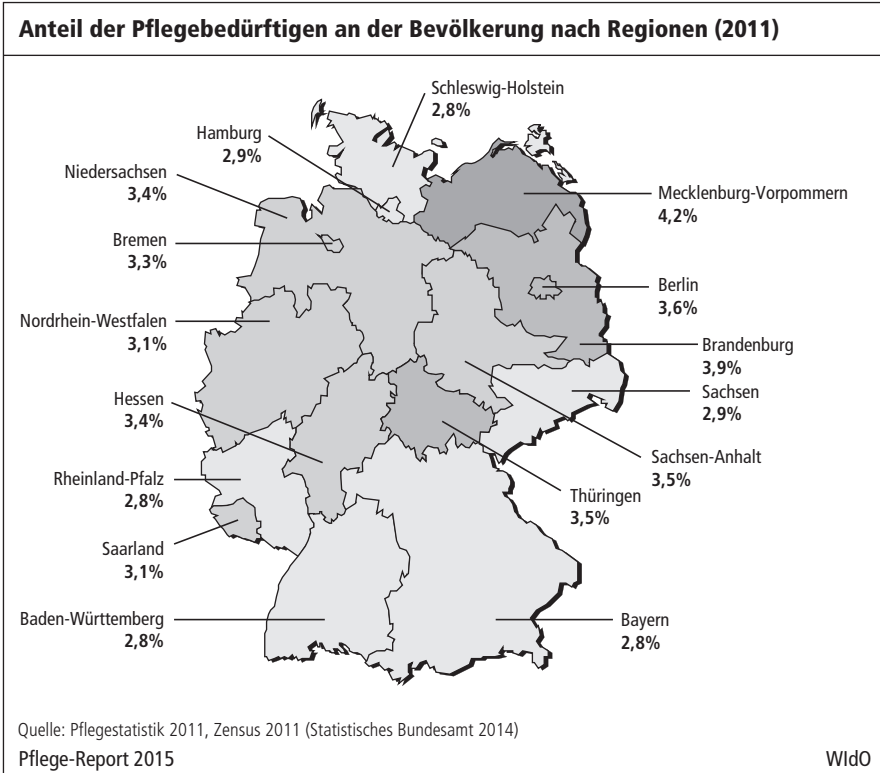 Anteil der Pflegebedürftigen an der Bevölkerung nach Regionen (2011)
Schleswig-Holstein
2,8%
Hamburg
2,9%
Niedersachsen
3,4%
Mecklenburg-Vorpommern
4,2%
Bremen
3,3%
Berlin
3,6%
Nordrhein-Westfalen
3,1%
Brandenburg
3,9%
Sachsen
2,9%
Hessen
3,4%
Sachsen-Anhalt
3,5%
Rheinland-Pfalz
2,8%
Thüringen
3,5%
Saarland
3,1%
Baden-Württemberg
2,8%
Bayern
2,8%
Quelle: Pflegestatistik 2011, Zensus 2011 (Statistisches Bundesamt 2014)
Pflege-Report 2015
WIdO